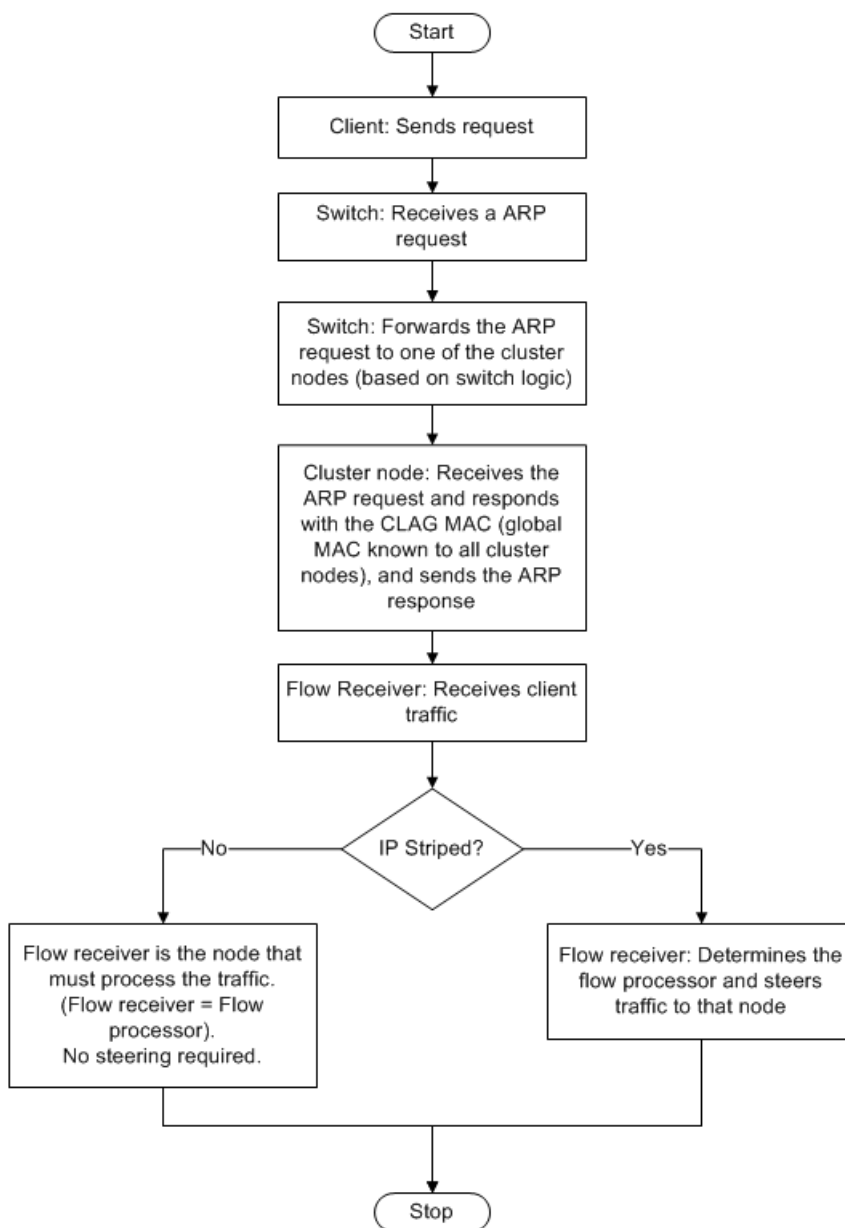 Start
Client: Sends request
Switch: Receives a ARP
request
Switch: Forwards the ARP
request to one of the cluster
nodes (based on switch logic)
Cluster node: Receives the
ARP request and responds
with the CLAG MAC (global
MAC known to all cluster
nodes), and sends the ARP
response
Flow Receiver: Receives client
traffic
IP Striped?
No
Yes
Flow receiver is the node that
must process the traffic.
(Flow receiver = Flow
processor).
No steering required.
Flow receiver: Determines the
flow processor and steers
traffic to that node
Stop